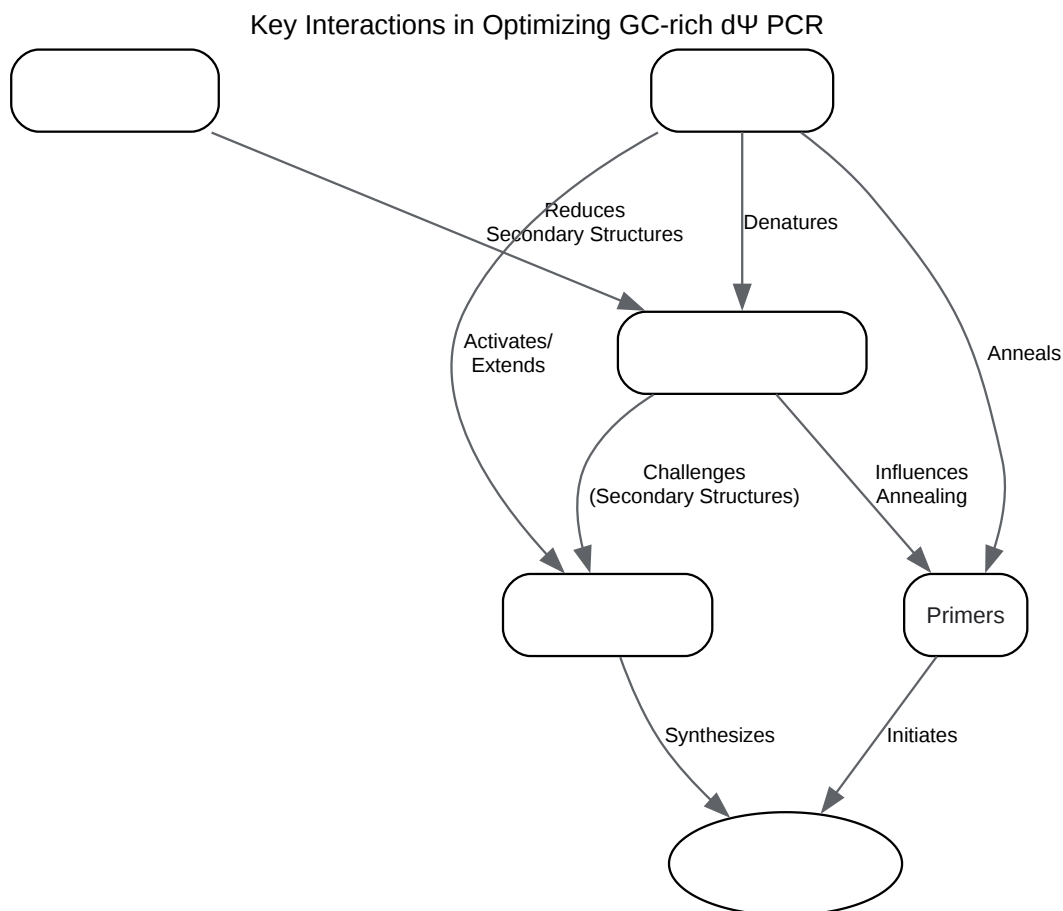 Key Interactions in Optimizing GC-rich dΨ PCR
Reduces
Secondary Structures
Denatures
Activates/
Extends
Anneals
Challenges
(Secondary Structures)
Influences
Annealing
Primers
Synthesizes
Initiates